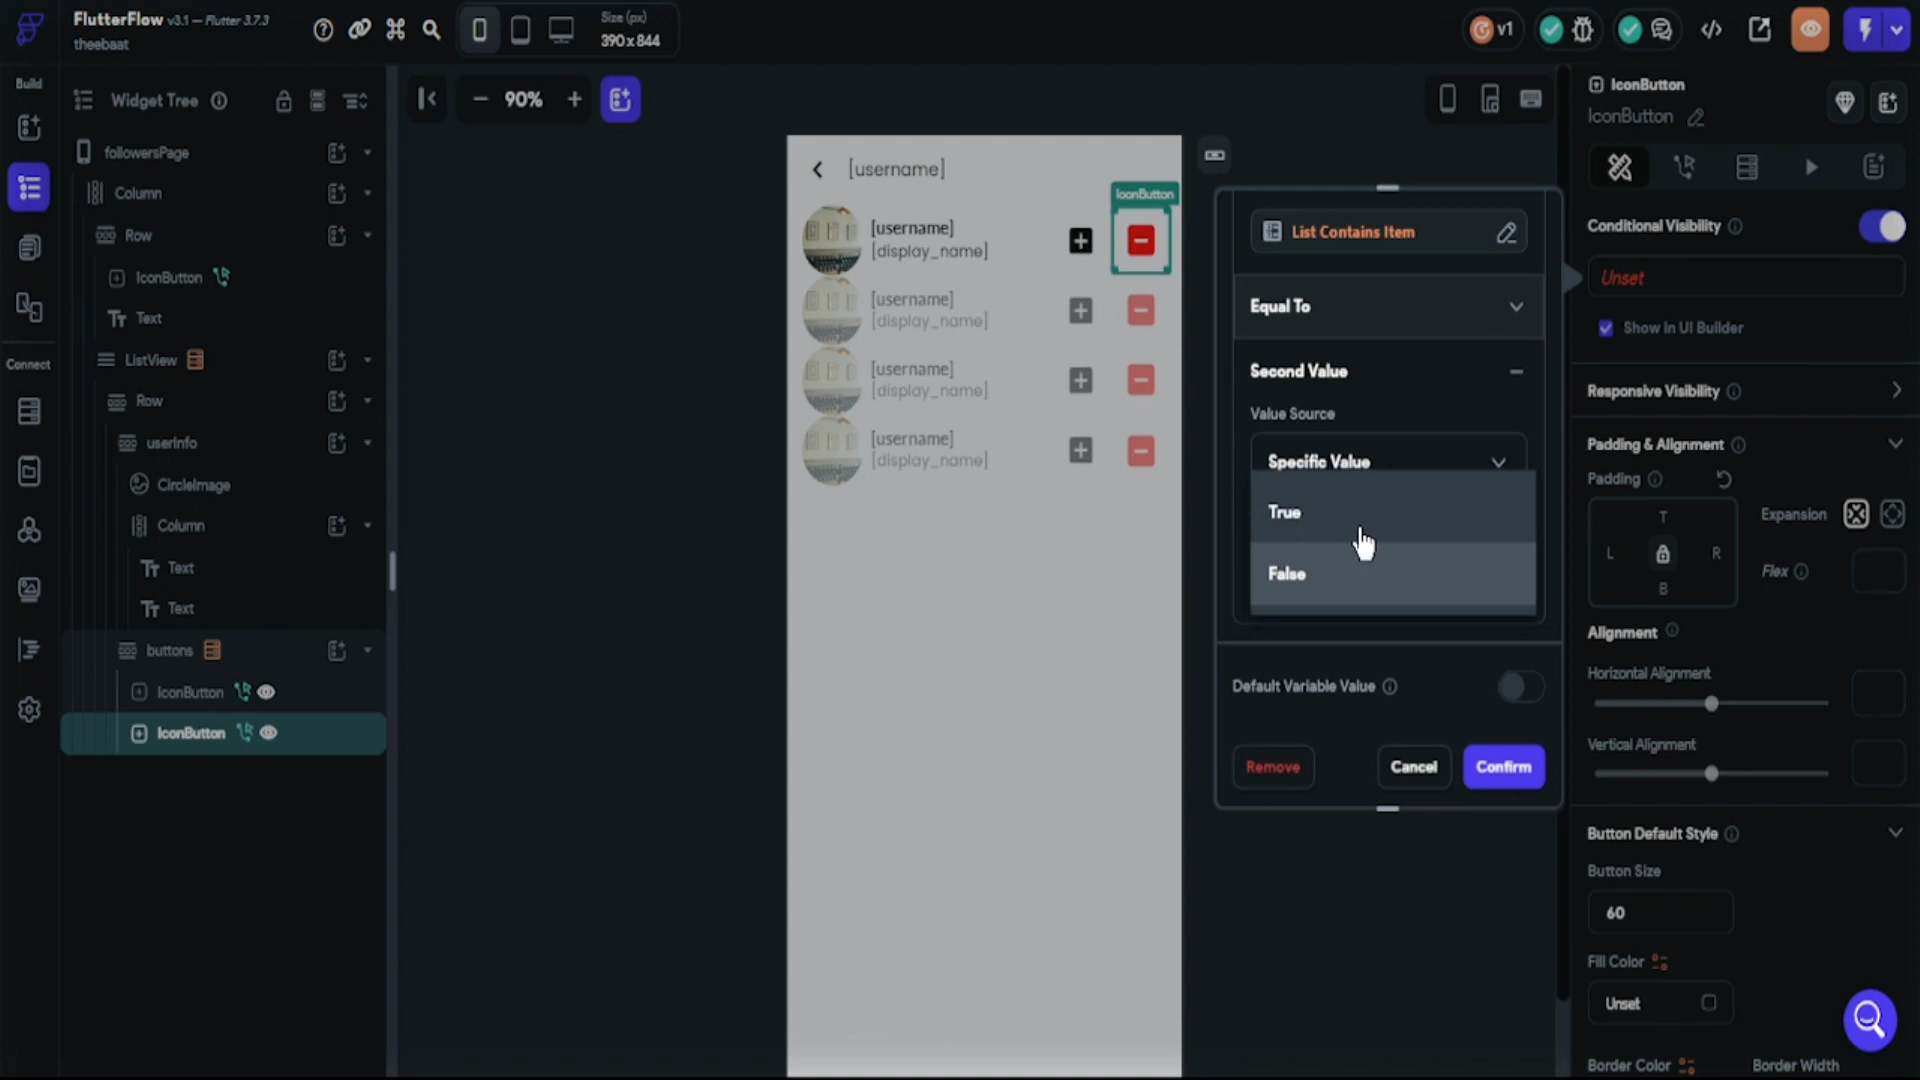 FlutterFlow v3.1 — Flutter 3.7.3
theebaat
Size (px)
390 x 844
v1
Build
Connect
Widget Tree
followersPage
Column
Row
IconButton
Tт Text
ListView
Row
userInfo
CircleImage
Column
Tт Text
Tт Text
buttons
IconButton
IconButton
90%
[username]
IconButton
[username]
[display_name]
[username]
[display_name]
[username]
[display_name]
[username]
[display_name]
List Contains Item
Equal To
Second Value
Value Source
Specific Value
True
False
Default Variable Value
Remove
Cancel
Confirm
IconButton
IconButton
Conditional Visibility
Unset
Show in UI Builder
Responsive Visibility
Padding & Alignment
Padding
Expansion
T
L
R
B
Flex
Alignment
Horizontal Alignment
Vertical Alignment
Button Default Style
Button Size
60
Fill Color
Unset
Border Color
Border Width